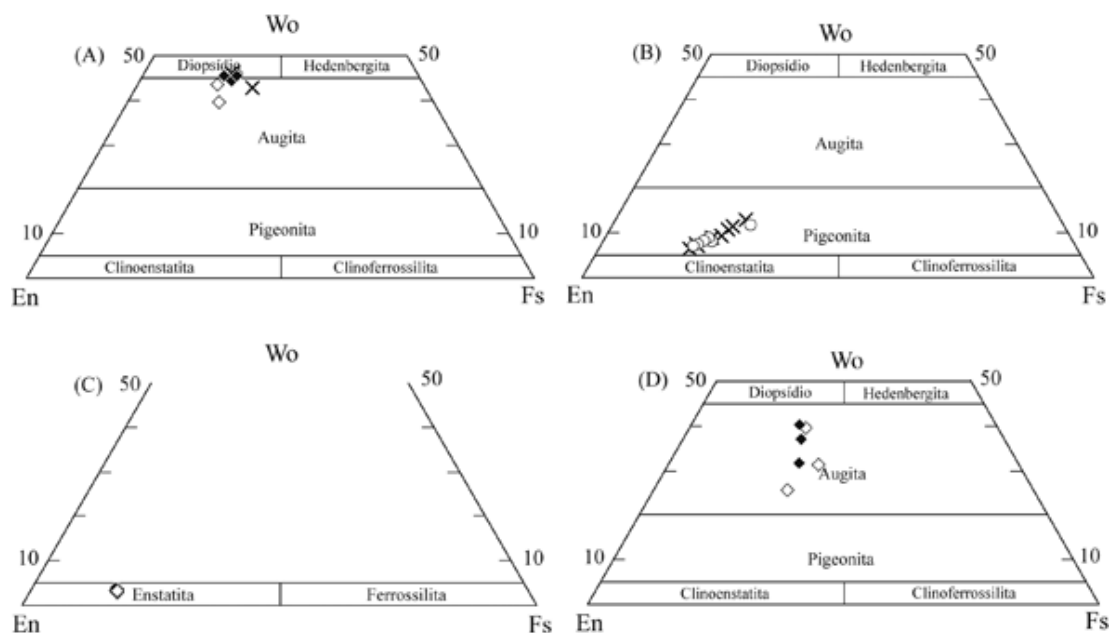 Wo
(A)
50
50
Diopsídio
Hedenbergita
Augita
10
10
Pigeonita
Clinoenstatita
Clinoferrossilita
En
Fs
Wo
(B)
50
50
Diopsídio
Hedenbergita
Augita
10
10
Pigeonita
Clinoenstatita
Clinoferrossilita
En
Fs
Wo
(C)
50
50
10
10
Enstatita
Ferrossilita
En
Fs
Wo
(D)
50
50
Diopsídio
Hedenbergita
Augita
10
10
Pigeonita
Clinoenstatita
Clinoferrossilita
En
Fs